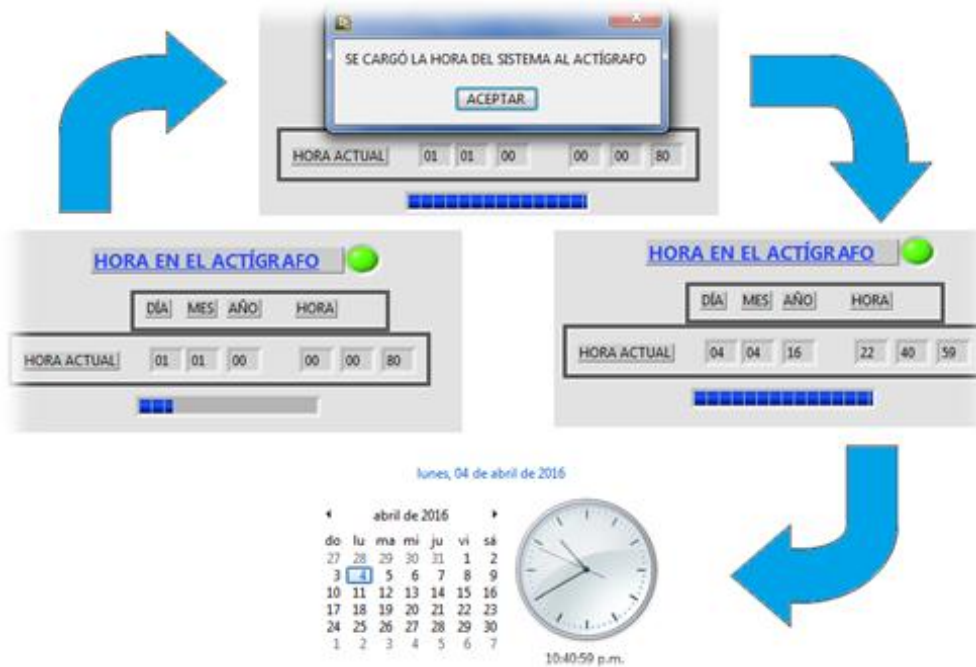 SE CARGÓ LA HORA DEL SISTEMA AL ACTÍGRAFO
ACEPTAR
HORA ACTUAL 01 01 00 00 00 80
HORA EN EL ACTÍGRAFO
DÍA MES AÑO HORA
HORA ACTUAL 01 01 00 00 00 80
HORA EN EL ACTÍGRAFO
DÍA MES AÑO HORA
HORA ACTUAL 04 04 16 22 40 59
lunes, 04 de abril de 2016
abril de 2016
do lu ma mi ju vi sá
27 28 29 30 31 1 2
3 4 5 6 7 8 9
10 11 12 13 14 15 16
17 18 19 20 21 22 23
24 25 26 27 28 29 30
1 2 3 4 5 6 7
10:40:59 p.m.